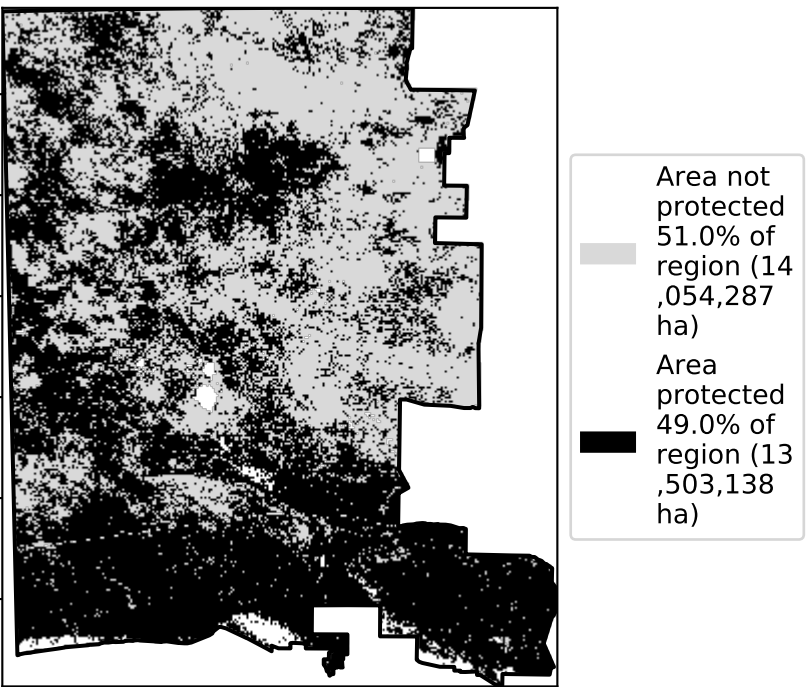 Area not
protected
51.0% of
region (14
,054,287
ha)
Area
protected
49.0% of
region (13
,503,138
ha)